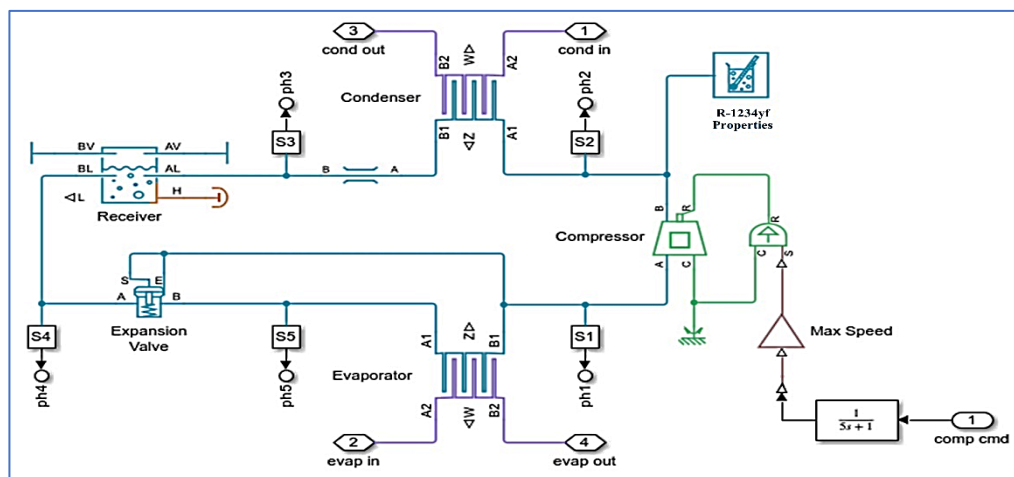 3
cond out
1
cond in
B2
W
A2
Condenser
ph3
ph2
B1
Z
A1
S3
S2
R-1234yf
Properties
BV
AV
BL
AL
L
H
Receiver
B
A
Compressor
B
R
A
C
R
C
S
S
E
A
B
Expansion
Valve
S4
ph4
S5
ph5
Evaporator
A1
Z
B1
A2
W
B2
S1
ph1
Max Speed
2
evap in
4
evap out
1
5s + 1
1
comp cmd